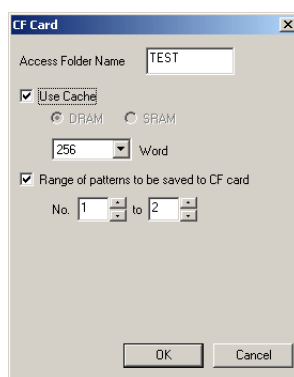 CF Card
Access Folder Name TEST
Use Cache
DRAM SRAM
256 Word
Range of patterns to be saved to CF card
No. 1 to 2
OK Cancel